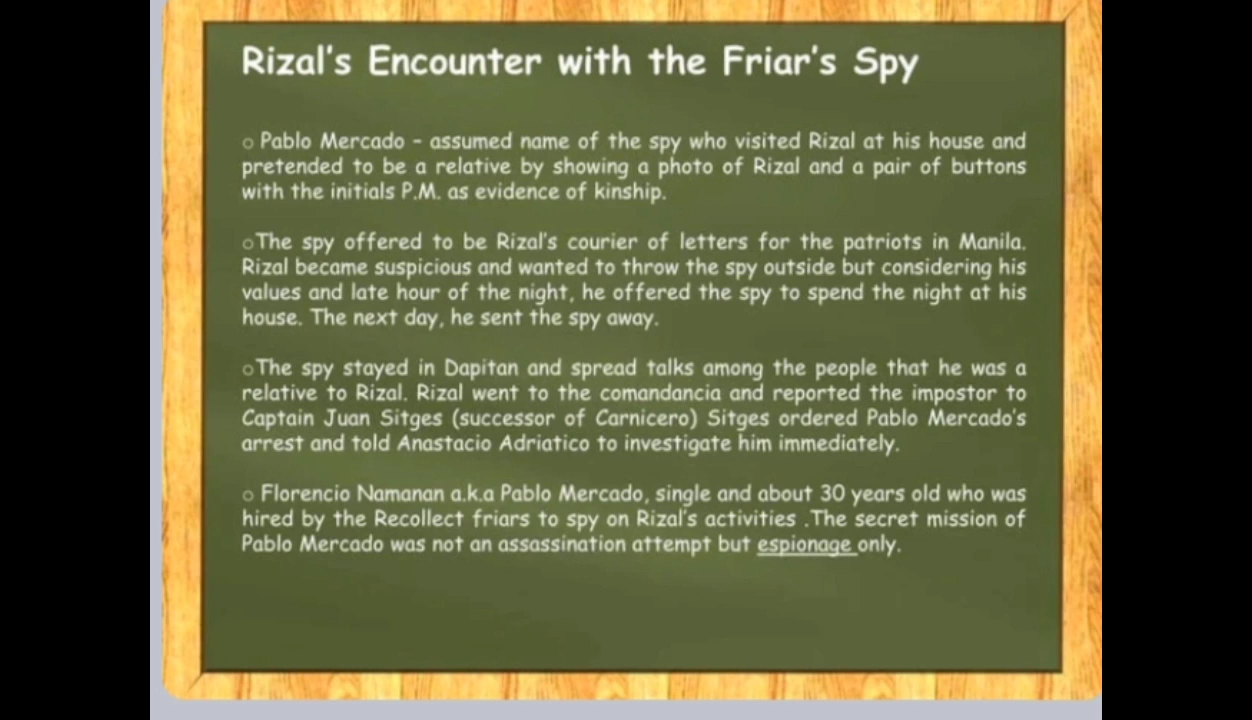 Rizal's Encounter with the Friar's Spy
o Pablo Mercado – assumed name of the spy who visited Rizal at his house and
pretended to be a relative by showing a photo of Rizal and a pair of buttons
with the initials P.M. as evidence of kinship.
oThe spy offered to be Rizal's courier of letters for the patriots in Manila.
Rizal became suspicious and wanted to throw the spy outside but considering his
values and late hour of the night, he offered the spy to spend the night at his
house. The next day, he sent the spy away.
oThe spy stayed in Dapitan and spread talks among the people that he was a
relative to Rizal. Rizal went to the comandancia and reported the impostor to
Captain Juan Sitges (successor of Carnicero) Sitges ordered Pablo Mercado's
arrest and told Anastacio Adriatico to investigate him immediately.
o Florencio Namanan a.k.a Pablo Mercado, single and about 30 years old who was
hired by the Recollect friars to spy on Rizal's activities .The secret mission of
Pablo Mercado was not an assassination attempt but espionage only.